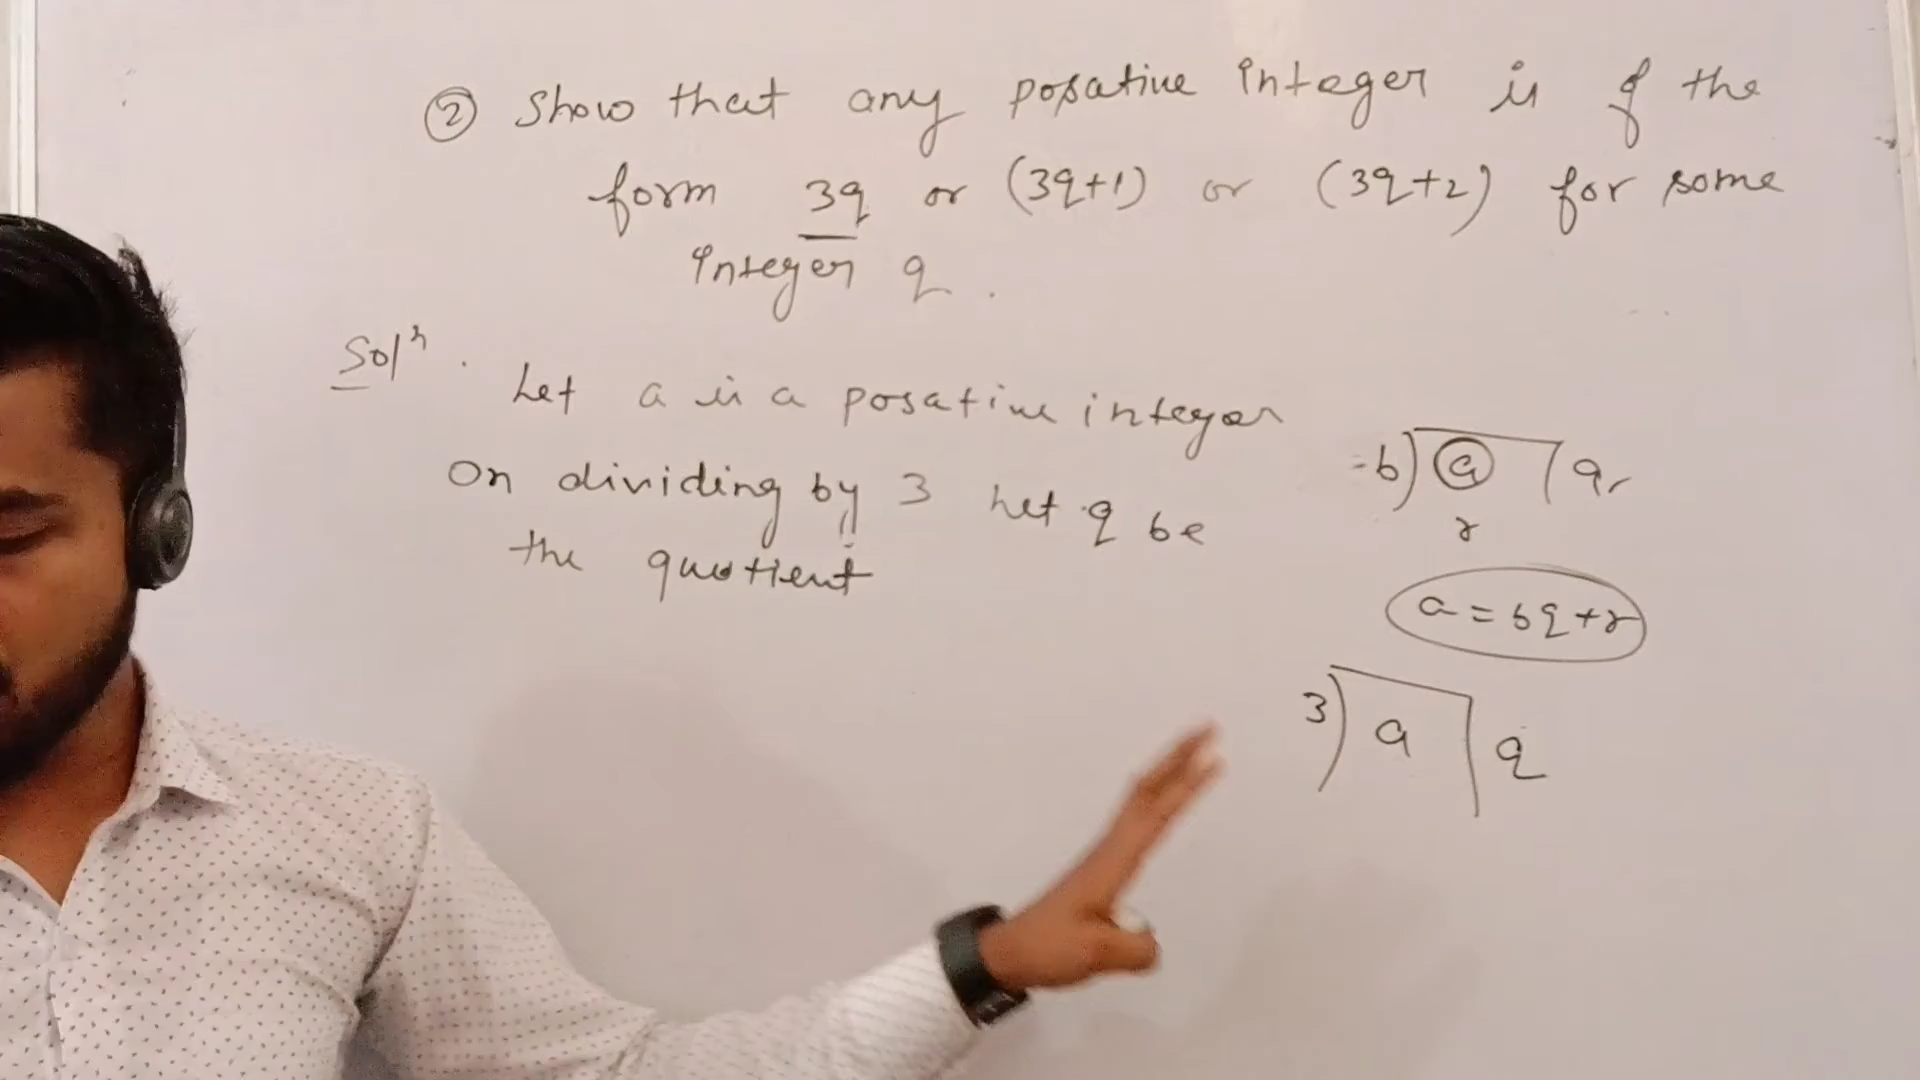 ② Show that any posative integer is of the
form 3q or (3q+1) or (3q+2) for some
integer q.
Solⁿ. Let a is a posative integer
On dividing by 3 Let q be
the quotient
b) a / q
r
a = bq + r
3) a / q